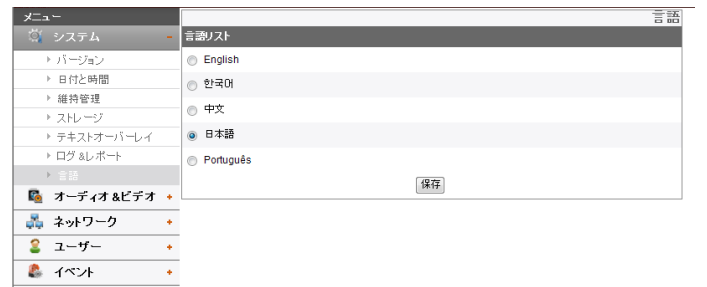 メニュー
システム -
バージョン
日付と時間
維持管理
ストレージ
テキストオーバーレイ
ログ &レポート
言語
オーディオ &ビデオ +
ネットワーク +
ユーザー +
イベント +
言語
言語リスト
English
한국어
中文
日本語
Português
保存